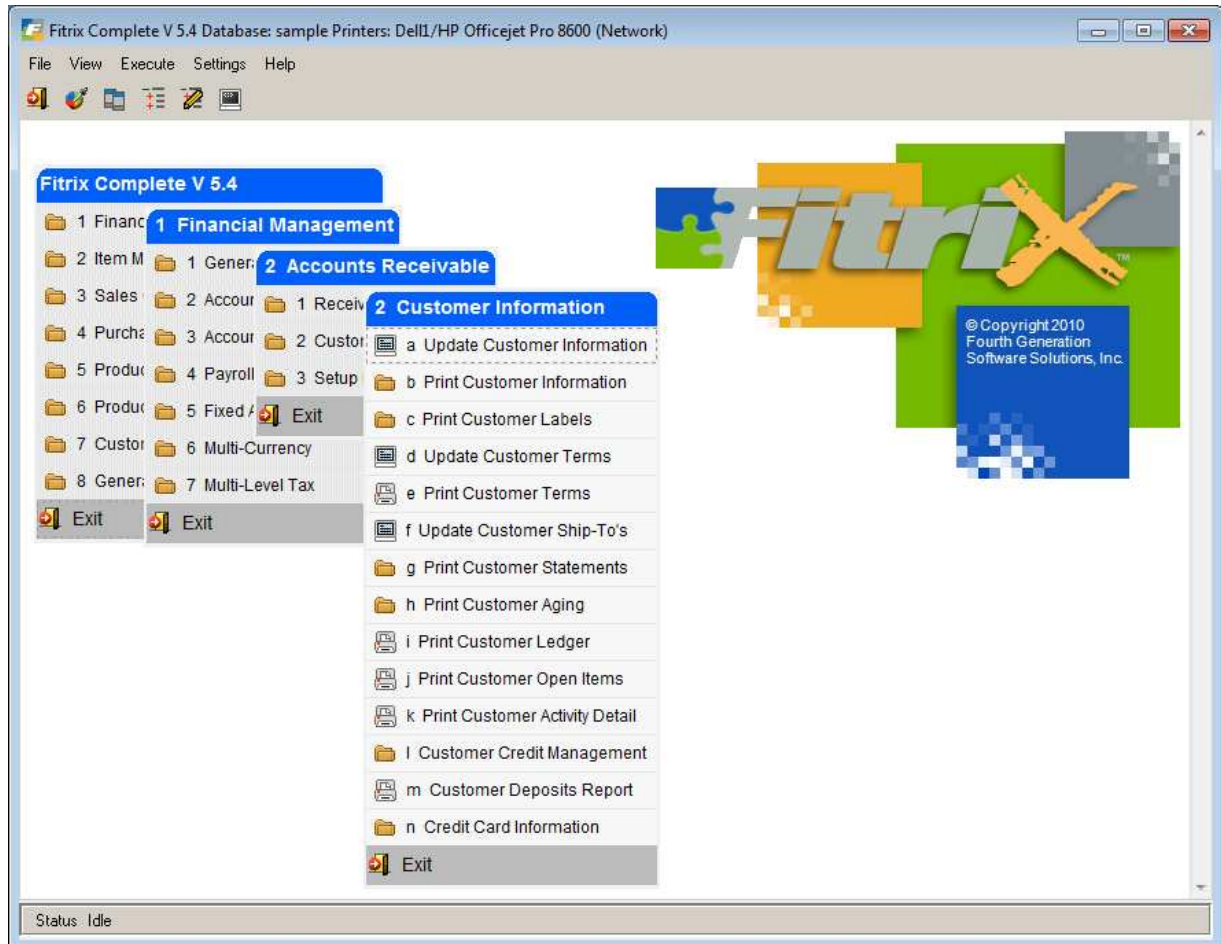 Fitrix Complete V 5.4 Database: sample Printers: Dell1/HP Officejet Pro 8600 (Network)
File View Execute Settings Help
Fitrix Complete V 5.4
1 Financ
2 Item M
3 Sales
4 Purcha
5 Produc
6 Produc
7 Custor
8 Genera
Exit
1 Financial Management
1 Genera
2 Accour
3 Accour
4 Payroll
5 Fixed A
6 Multi-Currency
7 Multi-Level Tax
Exit
2 Accounts Receivable
1 Receiv
2 Custor
3 Setup
Exit
2 Customer Information
a Update Customer Information
b Print Customer Information
c Print Customer Labels
d Update Customer Terms
e Print Customer Terms
f Update Customer Ship-To's
g Print Customer Statements
h Print Customer Aging
i Print Customer Ledger
j Print Customer Open Items
k Print Customer Activity Detail
l Customer Credit Management
m Customer Deposits Report
n Credit Card Information
Exit
FitriX
TM
© Copyright 2010
Fourth Generation
Software Solutions, Inc.
Status Idle